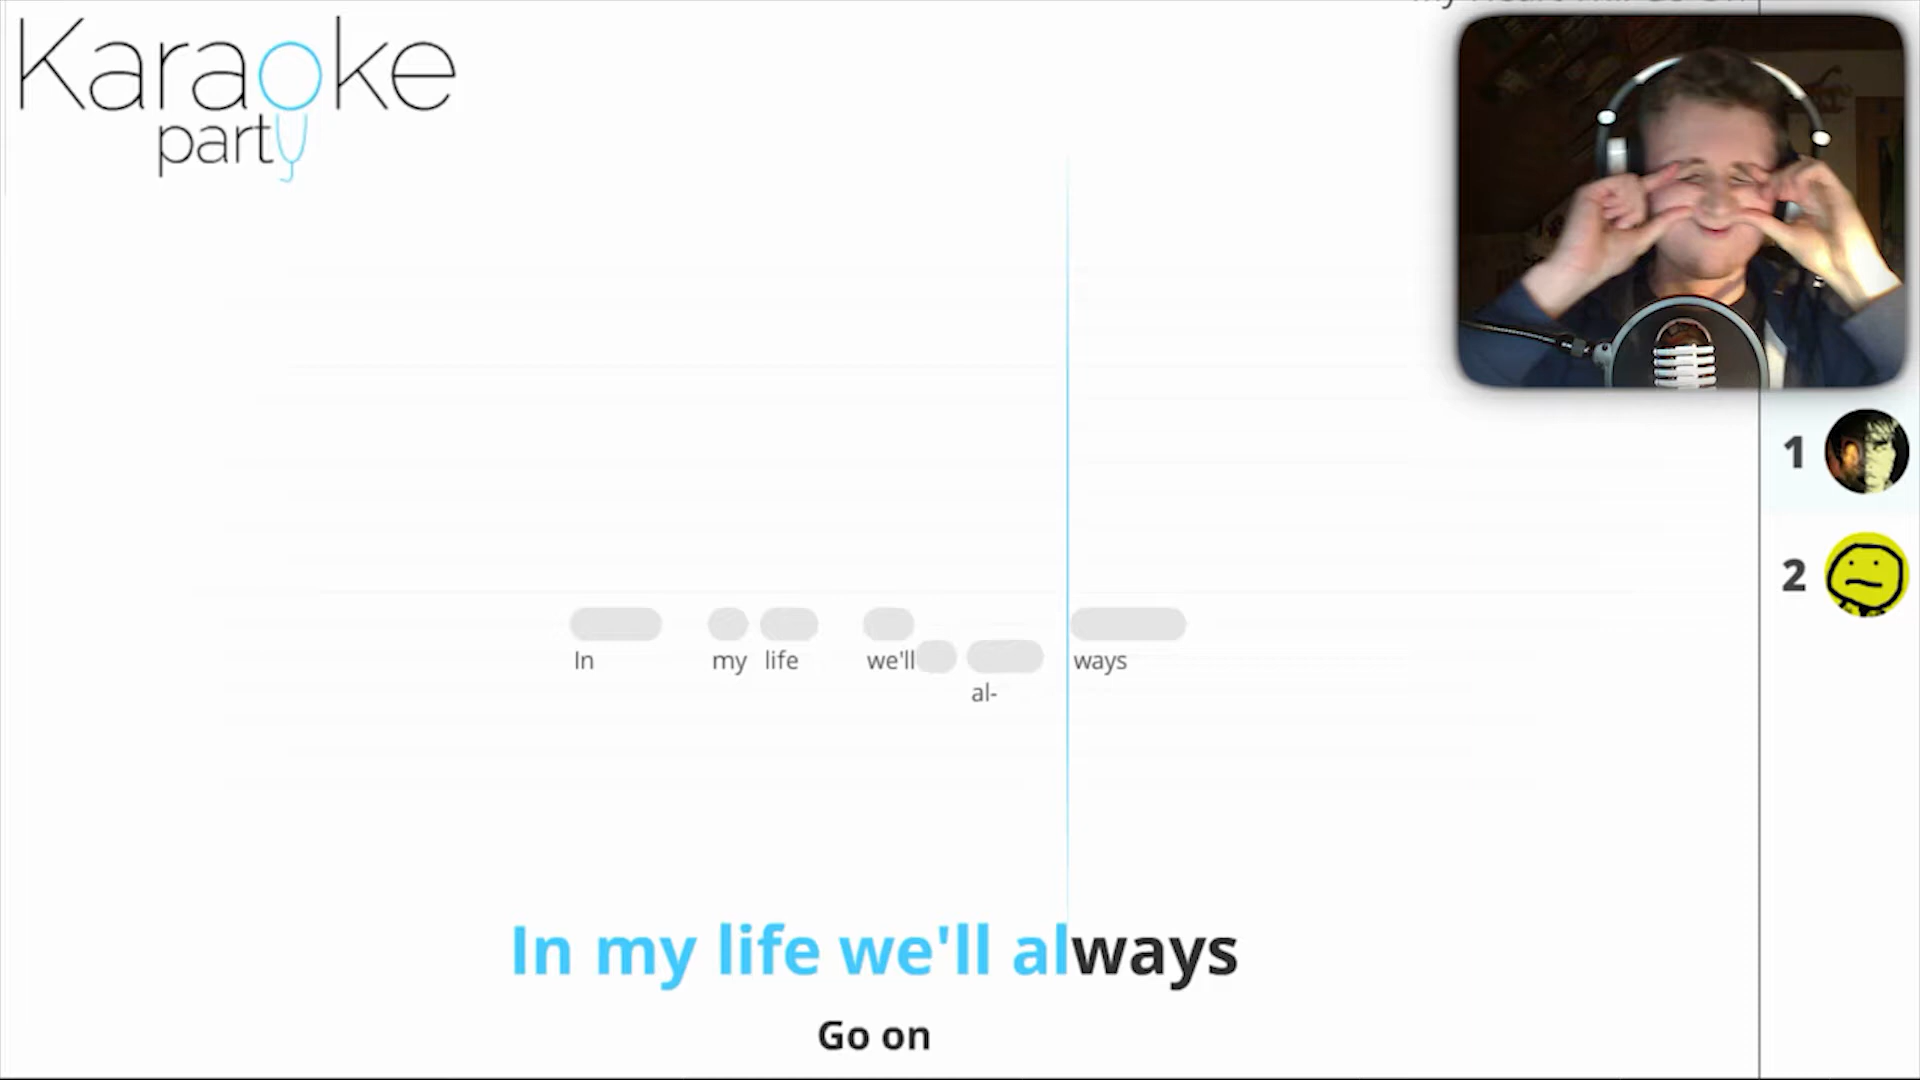 Karaoke
party
1
2
In my life we'll al- ways
In my life we'll always
Go on